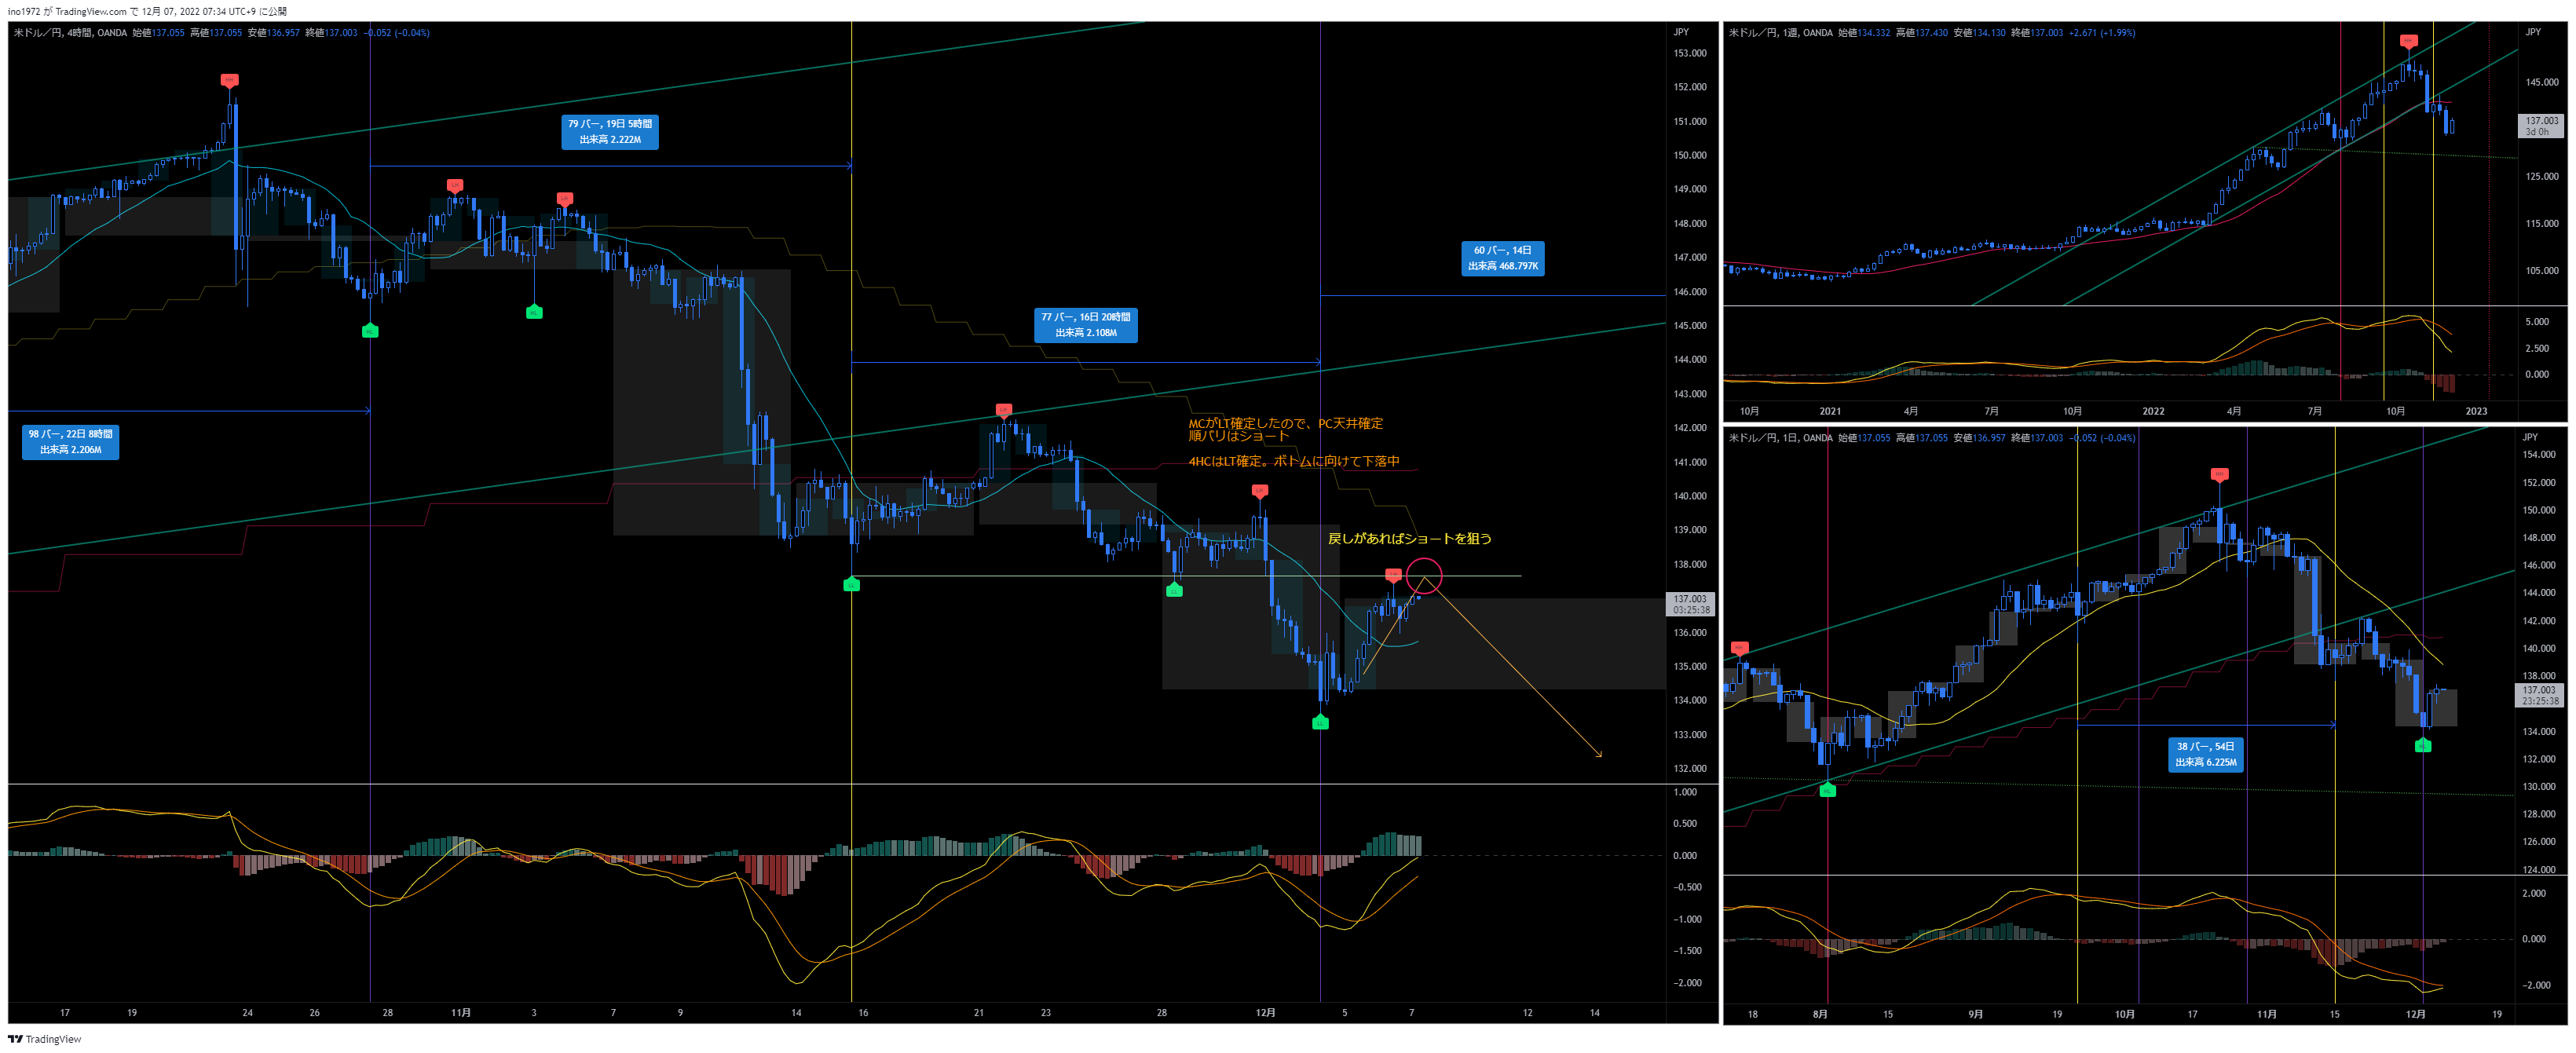 ino1972 が TradingView.com で 12月 07, 2022 07:34 UTC+9 に公開
米ドル／円, 4時間, OANDA 始値137.055 高値137.055 安値136.957 終値137.003 −0.052 (−0.04%)
JPY
153.000
152.000
151.000
150.000
149.000
148.000
147.000
146.000
145.000
144.000
143.000
142.000
141.000
140.000
139.000
138.000
137.003
03:25:38
136.000
135.000
134.000
133.000
132.000
79 バー, 19日 5時間
出来高 2.222M
60 バー, 14日
出来高 468.797K
77 バー, 16日 20時間
出来高 2.108M
98 バー, 22日 8時間
出来高 2.206M
MCがLT確定したので、PC天井確定
順バリはショート
4HCはLT確定。ボトムに向けて下落中
戻しがあればショートを狙う
1.000
0.500
0.000
−0.500
−1.000
−1.500
−2.000
17 19 24 26 28 11月 3 7 9 14 16 21 23 28 12月 5 7 12 14
米ドル／円, 1週, OANDA 始値134.332 高値137.430 安値134.130 終値137.003 +2.671 (+1.99%)
JPY
145.000
137.003
3d 0h
125.000
115.000
105.000
5.000
2.500
0.000
10月 2021 4月 7月 10月 2022 4月 7月 10月 2023
米ドル／円, 1日, OANDA 始値137.055 高値137.055 安値136.957 終値137.003 −0.052 (−0.04%)
JPY
154.000
152.000
150.000
148.000
146.000
144.000
142.000
140.000
138.000
137.003
23:25:38
134.000
132.000
130.000
128.000
126.000
124.000
38 バー, 54日
出来高 6.225M
2.000
0.000
−2.000
18 8月 15 9月 19 10月 17 11月 15 12月 19
TradingView